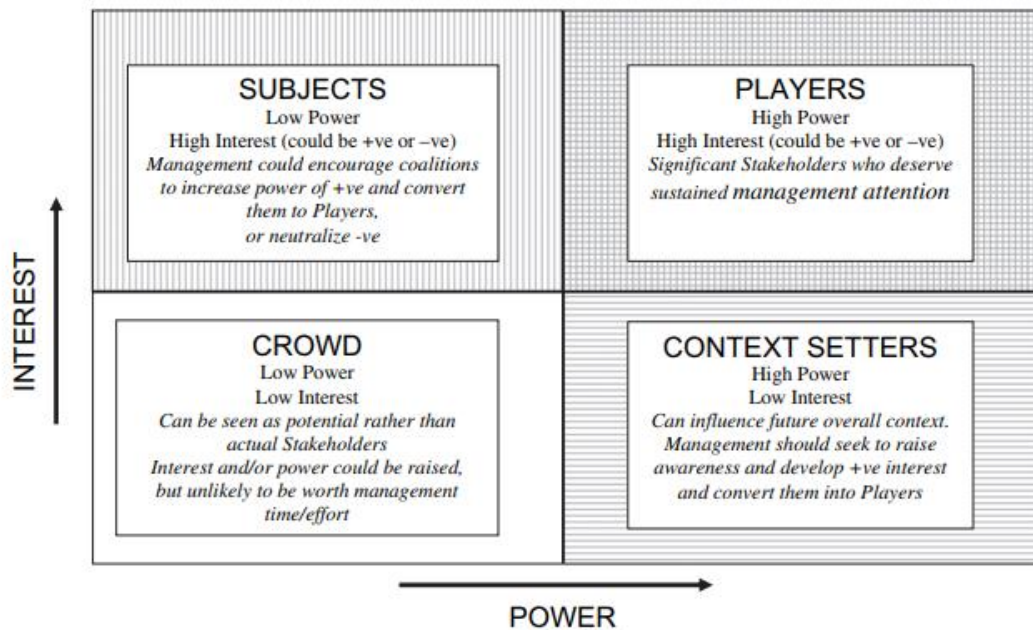 SUBJECTS
Low Power
High Interest (could be +ve or –ve)
Management could encourage coalitions
to increase power of +ve and convert
them to Players,
or neutralize -ve
PLAYERS
High Power
High Interest (could be +ve or –ve)
Significant Stakeholders who deserve
sustained management attention
INTEREST
CROWD
Low Power
Low Interest
Can be seen as potential rather than
actual Stakeholders
Interest and/or power could be raised,
but unlikely to be worth management
time/effort
CONTEXT SETTERS
High Power
Low Interest
Can influence future overall context.
Management should seek to raise
awareness and develop +ve interest
and convert them into Players
POWER